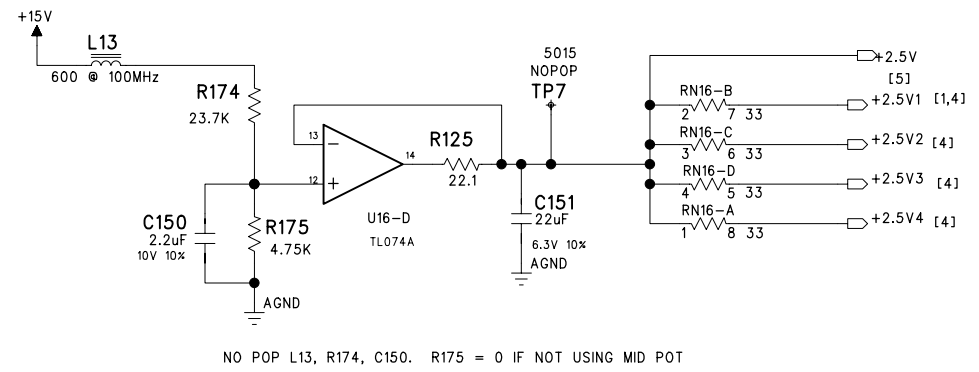 +15V
L13
600 @ 100MHz
R174
23.7K
C150
2.2uF
10V 10%
R175
4.75K
AGND
13
12
14
U16-D
TL074A
R125
22.1
5015
NOPOP
TP7
C151
22uF
6.3V 10%
AGND
+2.5V
[5]
RN16-B
2 7 33
+2.5V1 [1,4]
RN16-C
3 6 33
+2.5V2 [4]
RN16-D
4 5 33
+2.5V3 [4]
RN16-A
1 8 33
+2.5V4 [4]
NO POP L13, R174, C150. R175 = 0 IF NOT USING MID POT